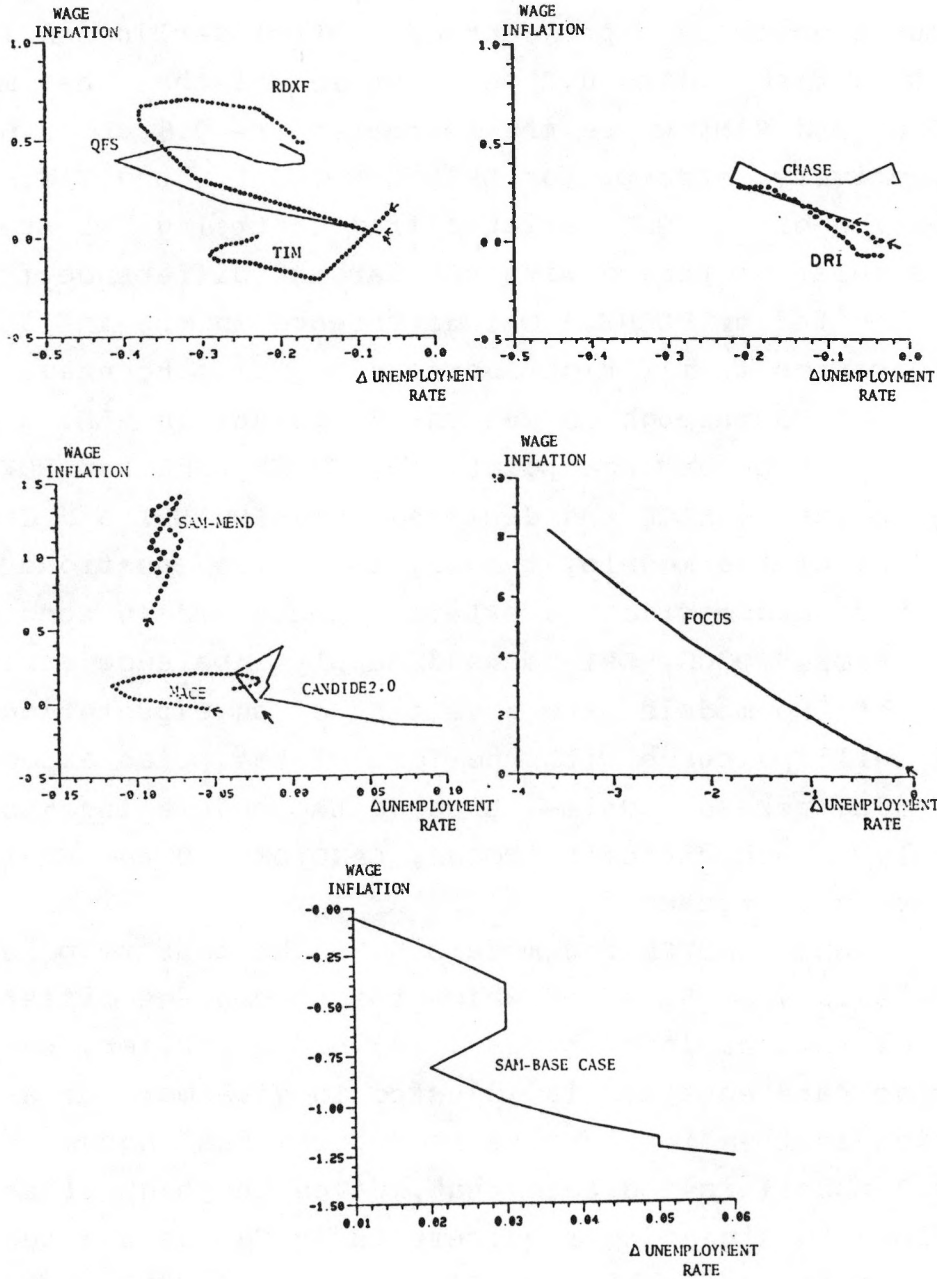 WAGE
INFLATION
1.0
0.5
0.0
-0.5
-0.5
-0.4
-0.3
-0.2
-0.1
0.0
RDXF
QFS
TIM
Δ UNEMPLOYMENT
RATE
WAGE
INFLATION
1.0
0.5
0.0
-0.5
-0.5
-0.4
-0.3
-0.2
-0.1
0.0
CHASE
DRI
Δ UNEMPLOYMENT
RATE
WAGE
INFLATION
1.5
1.0
0.5
0.0
-0.5
-0.15
-0.10
-0.05
0.00
0.05
0.10
SAM-MEND
MACE
CANDIDE2.0
Δ UNEMPLOYMENT
RATE
WAGE
INFLATION
10
8
6
4
2
0
-4
-3
-2
-1
0
FOCUS
Δ UNEMPLOYMENT
RATE
WAGE
INFLATION
-0.00
-0.25
-0.50
-0.75
-1.00
-1.25
-1.50
0.01
0.02
0.03
0.04
0.05
0.06
SAM-BASE CASE
Δ UNEMPLOYMENT
RATE